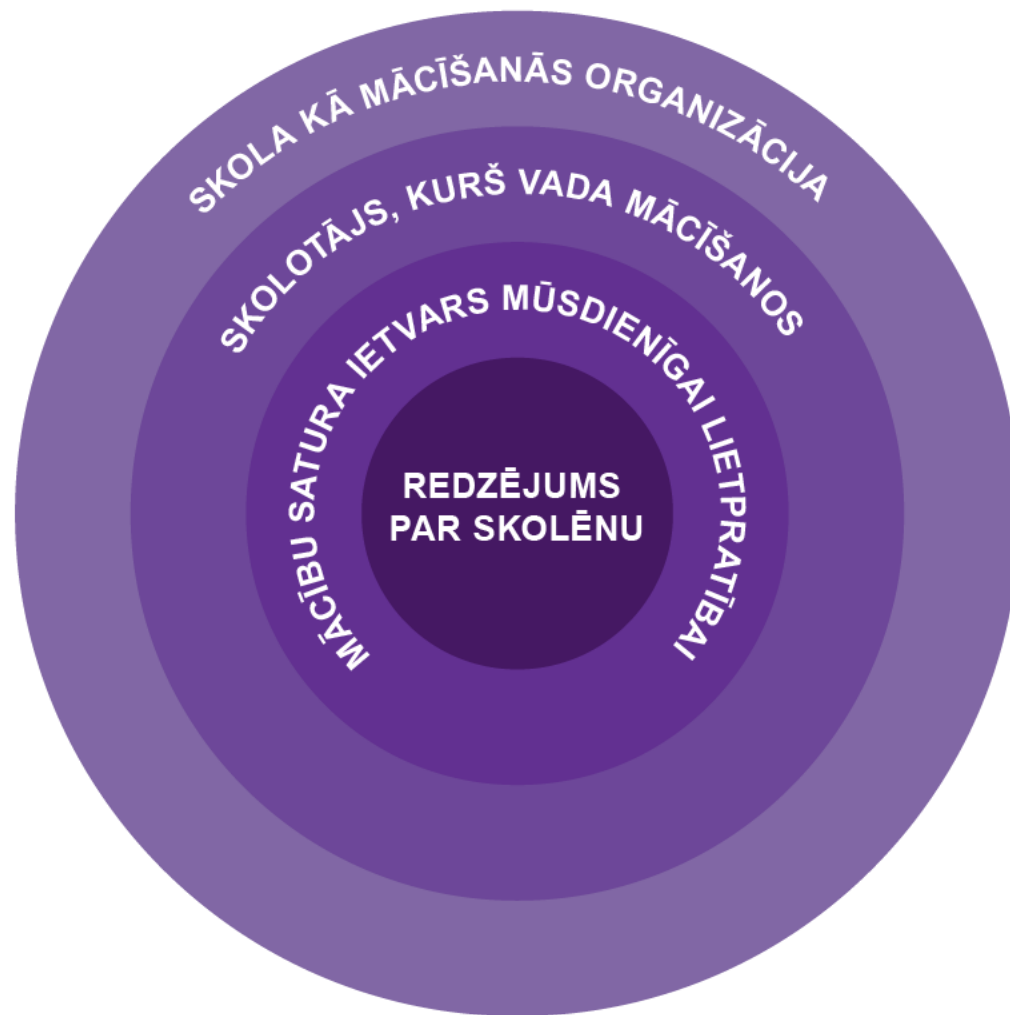 SKOLA KĀ MĀCĪŠANĀS ORGANIZĀCIJA
SKOLOTĀJS, KURŠ VADA MĀCĪŠANOS
MĀCĪBU SATURA IETVARS MŪSDIENĪGAI LIETPRATĪBAI
REDZĒJUMS
PAR SKOLĒNU